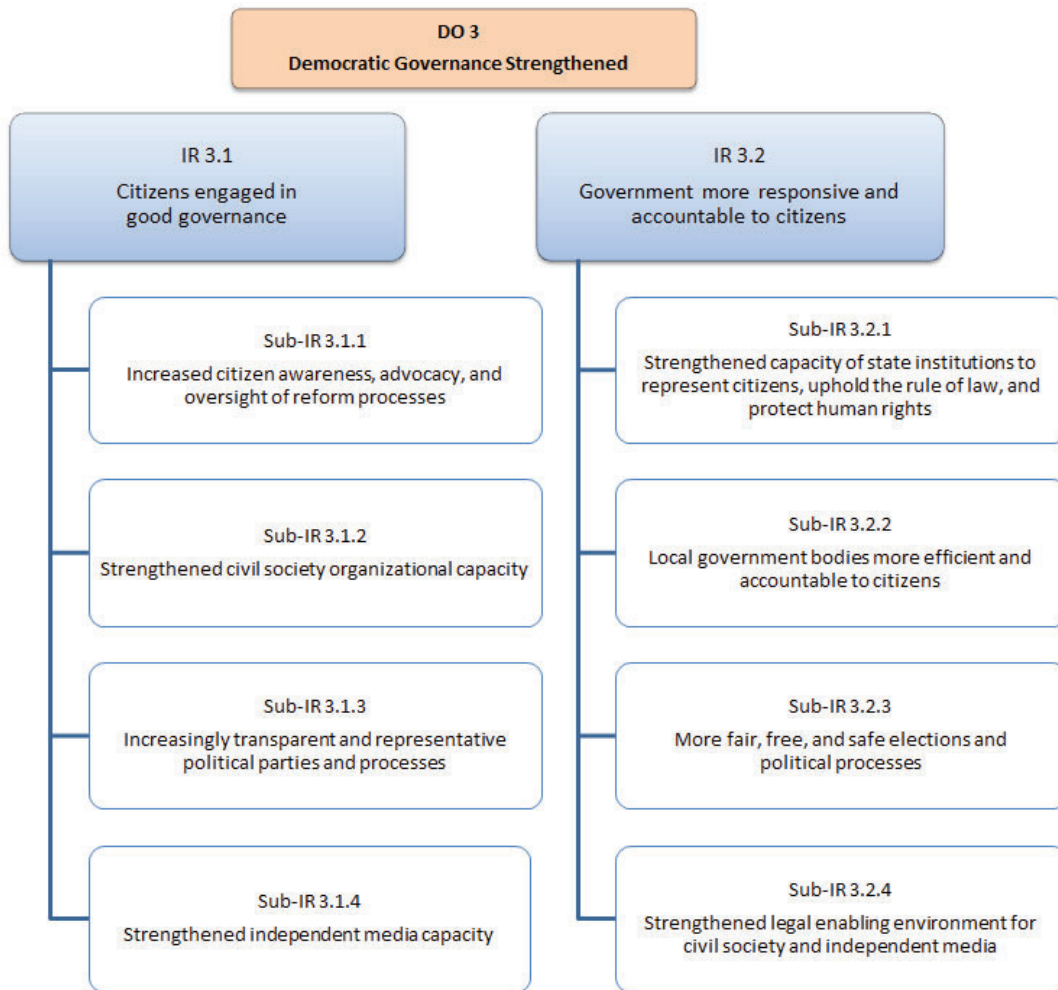 DO 3
Democratic Governance Strengthened
IR 3.1
Citizens engaged in
good governance
Sub-IR 3.1.1
Increased citizen awareness, advocacy, and
oversight of reform processes
Sub-IR 3.1.2
Strengthened civil society organizational capacity
Sub-IR 3.1.3
Increasingly transparent and representative
political parties and processes
Sub-IR 3.1.4
Strengthened independent media capacity
IR 3.2
Government more responsive and
accountable to citizens
Sub-IR 3.2.1
Strengthened capacity of state institutions to
represent citizens, uphold the rule of law, and
protect human rights
Sub-IR 3.2.2
Local government bodies more efficient and
accountable to citizens
Sub-IR 3.2.3
More fair, free, and safe elections and
political processes
Sub-IR 3.2.4
Strengthened legal enabling environment for
civil society and independent media